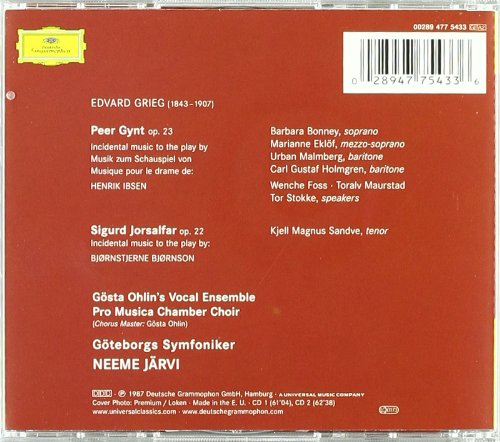 00289 477 5433 GTA2
0 28947 75433 6
Deutsche
Grammophon
EDVARD GRIEG (1843–1907)
Peer Gynt op. 23
Incidental music to the play by
Musik zum Schauspiel von
Musique pour le drame de:
HENRIK IBSEN
Barbara Bonney, soprano
Marianne Eklöf, mezzo-soprano
Urban Malmberg, baritone
Carl Gustaf Holmgren, baritone
Wenche Foss · Toralv Maurstad
Tor Stokke, speakers
Sigurd Jorsalfar op. 22
Incidental music to the play by:
BJØRNSTJERNE BJØRNSON
Kjell Magnus Sandve, tenor
Gösta Ohlin's Vocal Ensemble
Pro Musica Chamber Choir
(Chorus Master: Gösta Ohlin)
Göteborgs Symfoniker
NEEME JÄRVI
DDD · ℗ 1987 Deutsche Grammophon GmbH, Hamburg · A UNIVERSAL MUSIC COMPANY
Cover Photo: Premium / Loken · Made in the E. U. · CD 1 (61'04), CD 2 (62'38)
www.universalclassics.com · www.deutschegrammophon.com